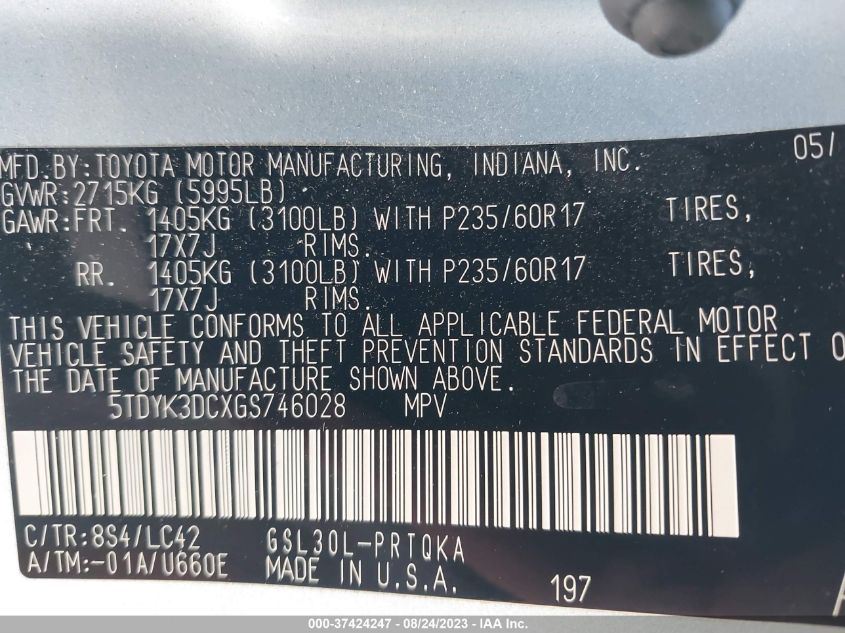 MFD.BY:TOYOTA MOTOR MANUFACTURING, INDIANA, INC. 05/
GVWR:2715KG (5995LB)
GAWR:FRT. 1405KG (3100LB) WITH P235/60R17 TIRES,
17X7J RIMS.
RR. 1405KG (3100LB) WITH P235/60R17 TIRES,
17X7J RIMS.
THIS VEHICLE CONFORMS TO ALL APPLICABLE FEDERAL MOTOR
VEHICLE SAFETY AND THEFT PREVENTION STANDARDS IN EFFECT O
THE DATE OF MANUFACTURE SHOWN ABOVE.
5TDYK3DCXGS746028 MPV
C/TR:8S4/LC42 GSL30L-PRTQKA
A/TM:-01A/U660E MADE IN U.S.A. 197
000-37424247 - 08/24/2023 - Copyright © IAA